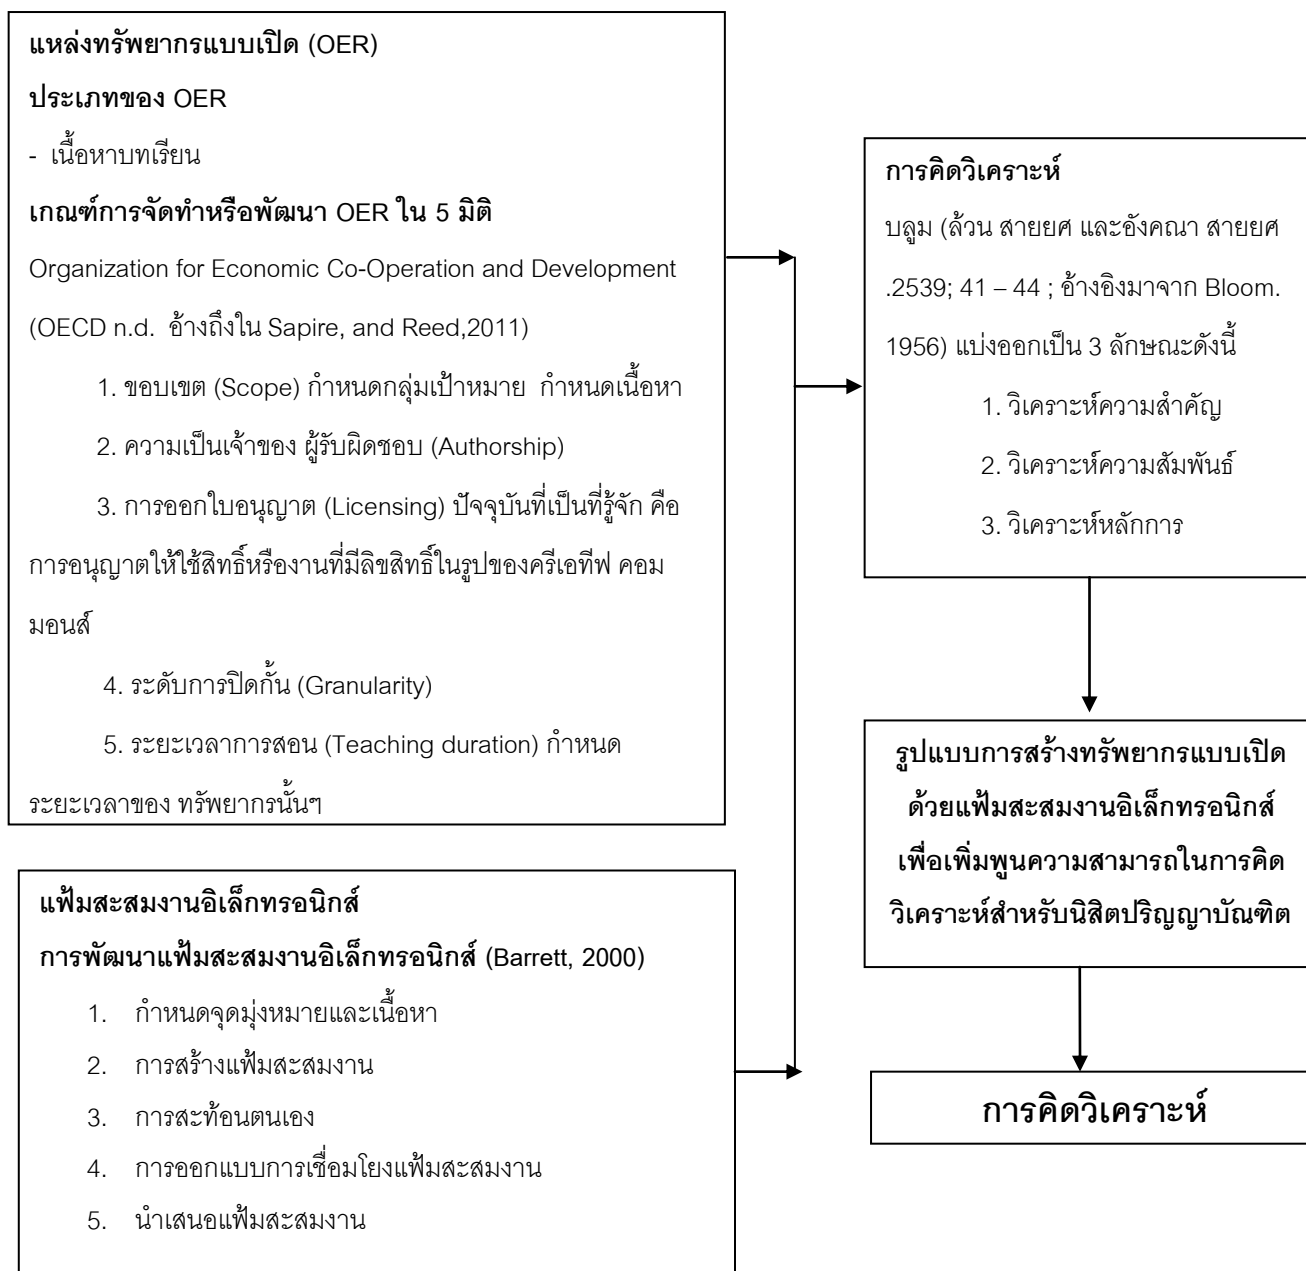 แหล่งทรัพยากรแบบเปิด (OER)
ประเภทของ OER
- เนื้อหาบทเรียน
เกณฑ์การจัดทำหรือพัฒนา OER ใน 5 มิติ
Organization for Economic Co-Operation and Development
(OECD n.d. อ้างถึงใน Sapire, and Reed,2011)
1. ขอบเขต (Scope) กำหนดกลุ่มเป้าหมาย กำหนดเนื้อหา
2. ความเป็นเจ้าของ ผู้รับผิดชอบ (Authorship)
3. การออกใบอนุญาต (Licensing) ปัจจุบันที่เป็นที่รู้จัก คือ
การอนุญาตให้ใช้สิทธิ์หรืองานที่มีลิขสิทธิ์ในรูปของครีเอทีฟ คอม
มอนส์
4. ระดับการปิดกั้น (Granularity)
5. ระยะเวลาการสอน (Teaching duration) กำหนด
ระยะเวลาของ ทรัพยากรนั้นๆ
แฟ้มสะสมงานอิเล็กทรอนิกส์
การพัฒนาแฟ้มสะสมงานอิเล็กทรอนิกส์ (Barrett, 2000)
1. กำหนดจุดมุ่งหมายและเนื้อหา
2. การสร้างแฟ้มสะสมงาน
3. การสะท้อนตนเอง
4. การออกแบบการเชื่อมโยงแฟ้มสะสมงาน
5. นำเสนอแฟ้มสะสมงาน
การคิดวิเคราะห์
บลูม (ล้วน สายยศ และอังคณา สายยศ
.2539; 41 – 44 ; อ้างอิงมาจาก Bloom.
1956) แบ่งออกเป็น 3 ลักษณะดังนี้
1. วิเคราะห์ความสำคัญ
2. วิเคราะห์ความสัมพันธ์
3. วิเคราะห์หลักการ
รูปแบบการสร้างทรัพยากรแบบเปิด
ด้วยแฟ้มสะสมงานอิเล็กทรอนิกส์
เพื่อเพิ่มพูนความสามารถในการคิด
วิเคราะห์สำหรับนิสิตปริญญาบัณฑิต
การคิดวิเคราะห์